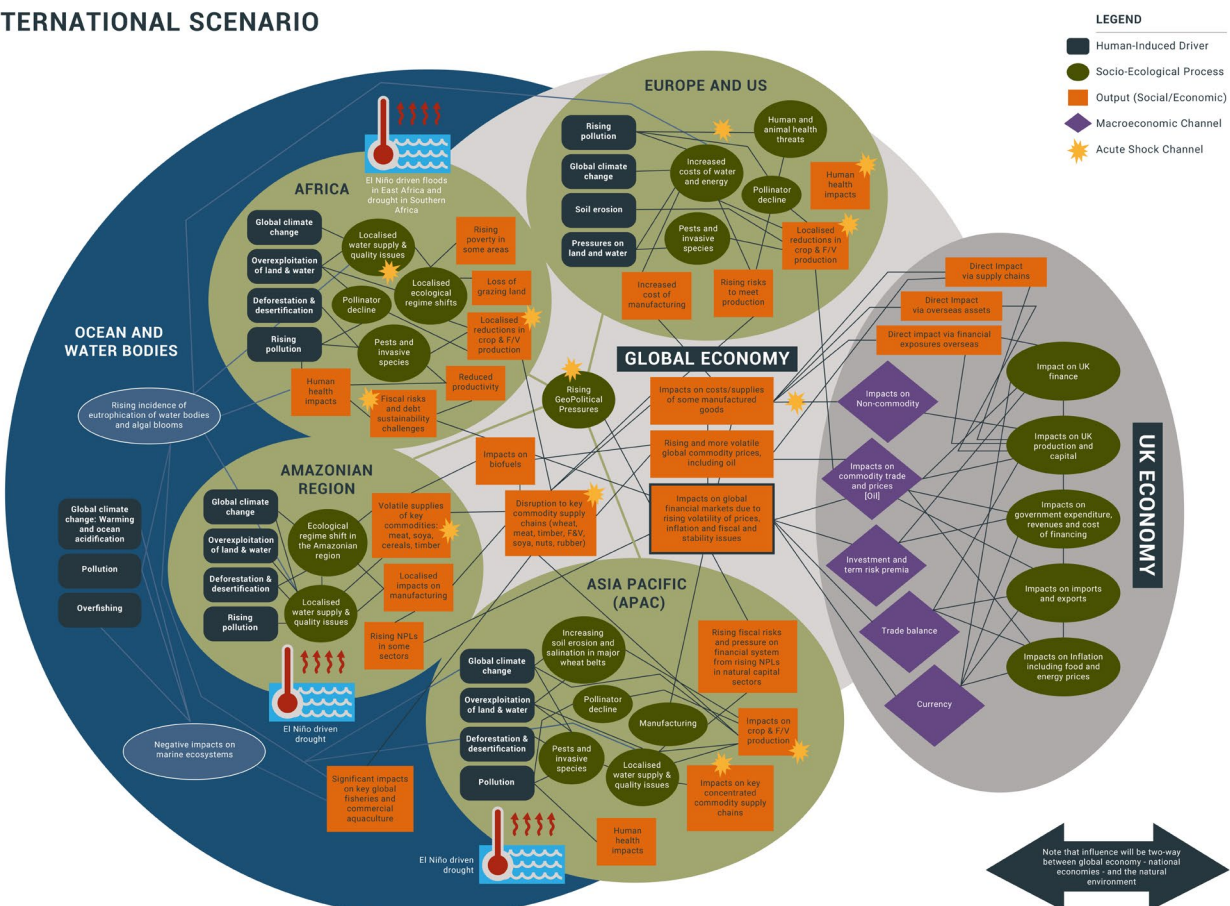 TERNATIONAL SCENARIO
LEGEND
Human-Induced Driver
Socio-Ecological Process
Output (Social/Economic)
Macroeconomic Channel
Acute Shock Channel
EUROPE AND US
Rising
pollution
Global climate
change
Soil erosion
Pressures on
land and water
Increased
costs of water
and energy
Human and
animal health
threats
Pollinator
decline
Pests and
invasive
species
Human
health
impacts
Localised
reductions in
crop & F/V
production
Increased
cost of
manufacturing
Rising risks
to meet
production
El Niño driven floods
in East Africa and
drought in Southern
Africa
AFRICA
Global climate
change
Overexploitation
of land & water
Deforestation &
desertification
Rising
pollution
Localised
water supply &
quality issues
Pollinator
decline
Localised
ecological
regime shifts
Pests and
invasive
species
Rising
poverty in
some areas
Loss of
grazing land
Localised
reductions in
crop & F/V
production
Reduced
productivity
Human
health
impacts
Fiscal risks
and debt
sustainability
challenges
OCEAN AND
WATER BODIES
Rising incidence of
eutrophication of water bodies
and algal blooms
Global climate
change: Warming
and ocean
acidification
Pollution
Overfishing
Negative impacts on
marine ecosystems
Significant impacts
on key global
fisheries and
commercial
aquaculture
AMAZONIAN
REGION
Global climate
change
Overexploitation
of land & water
Deforestation &
desertification
Rising
pollution
Ecological
regime shift in
the Amazonian
region
Localised
water supply &
quality issues
Volatile supplies
of key
commodities:
meat, soya,
cereals, timber
Localised
impacts on
manufacturing
Rising NPLs
in some
sectors
El Niño driven
drought
Rising
GeoPolitical
Pressures
Impacts on
biofuels
Disruption to key
commodity supply
chains (wheat,
meat, timber, F&V,
soya, nuts, rubber)
GLOBAL ECONOMY
Impacts on costs/supplies
of some manufactured
goods
Rising and more volatile
global commodity prices,
including oil
Impacts on global
financial markets due to
rising volatility of prices,
inflation and fiscal and
stability issues
ASIA PACIFIC
(APAC)
Global climate
change
Overexploitation
of land & water
Deforestation &
desertification
Pollution
Increasing
soil erosion and
salination in major
wheat belts
Pollinator
decline
Manufacturing
Pests and
invasive
species
Localised
water supply &
quality issues
Rising fiscal risks
and pressure on
financial system
from rising NPLs
in natural capital
sectors
Impacts on
crop & F/V
production
Impacts on key
concentrated
commodity supply
chains
Human
health
impacts
El Niño driven
drought
Direct Impact
via supply chains
Direct Impact
via overseas assets
Direct impact via financial
exposures overseas
Impacts on
Non-commodity
Impacts on
commodity trade
and prices
[Oil]
Investment and
term risk premia
Trade balance
Currency
Impact on UK
finance
Impacts on UK
production and
capital
Impacts on
government expenditure,
revenues and cost
of financing
Impacts on imports
and exports
Impacts on Inflation
including food and
energy prices
UK ECONOMY
Note that influence will be two-way
between global economy - national
economies - and the natural
environment